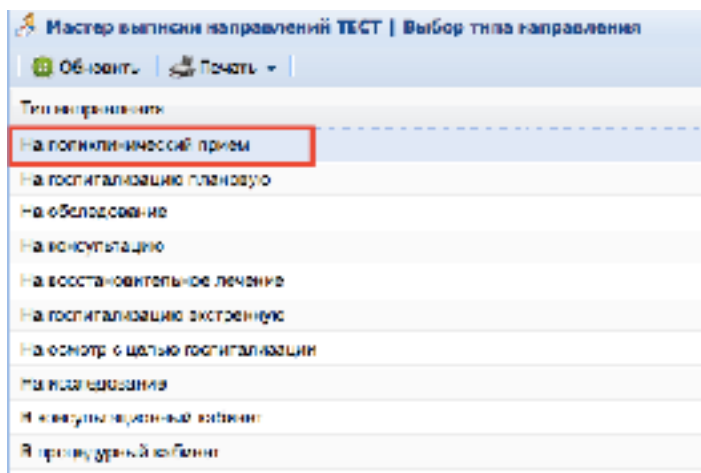 Мастер выписки направлений ТЕСТ | Выбор типа направления
Обновить Печать
Тип направления
На поликлинический прием
На госпитализацию плановую
На обследование
На консультацию
На восстановительное лечение
На госпитализацию экстренную
На осмотр с целью госпитализации
На исследование
В консультационный кабинет
В процедурный кабинет